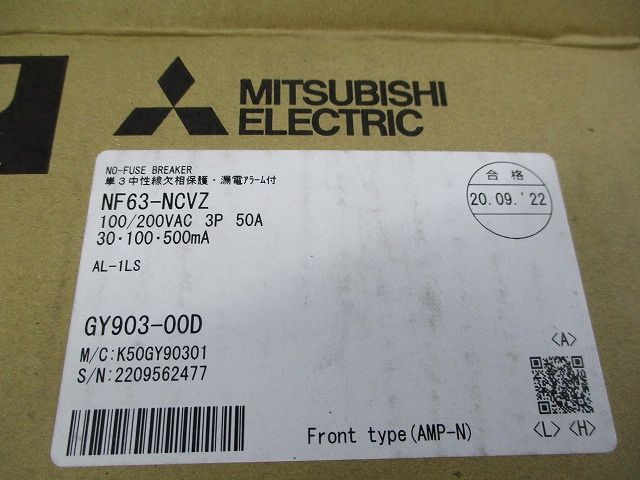 MITSUBISHI
ELECTRIC
NO-FUSE BREAKER
単3中性線欠相保護・漏電アラーム付
NF63-NCVZ
100/200VAC 3P 50A
30・100・500mA
AL-1LS
合格
20.09.'22
GY903-00D
M/C:K50GY90301
S/N:2209562477
Front type(AMP-N)
<A>
<L> <H>